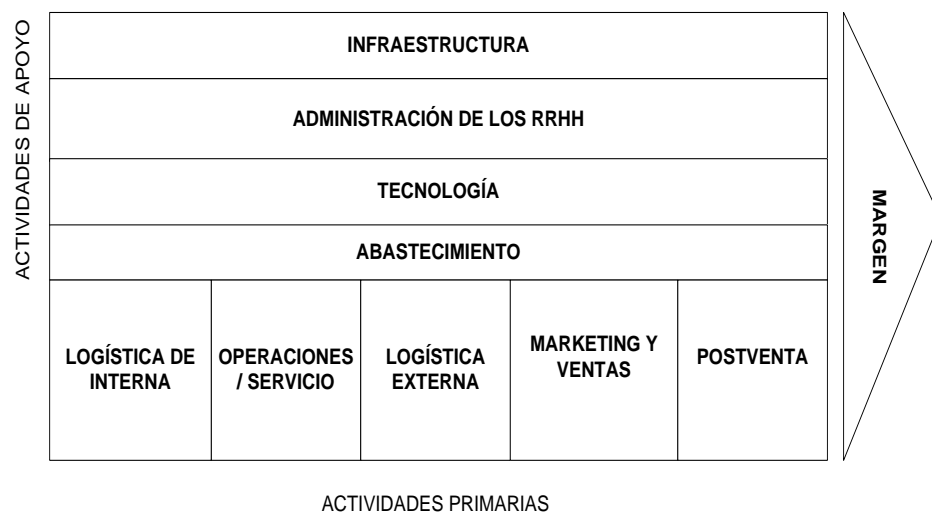 ACTIVIDADES DE APOYO
INFRAESTRUCTURA
ADMINISTRACIÓN DE LOS RRHH
TECNOLOGÍA
ABASTECIMIENTO
MARGEN
LOGÍSTICA DE
INTERNA
OPERACIONES
/ SERVICIO
LOGÍSTICA
EXTERNA
MARKETING Y
VENTAS
POSTVENTA
ACTIVIDADES PRIMARIAS